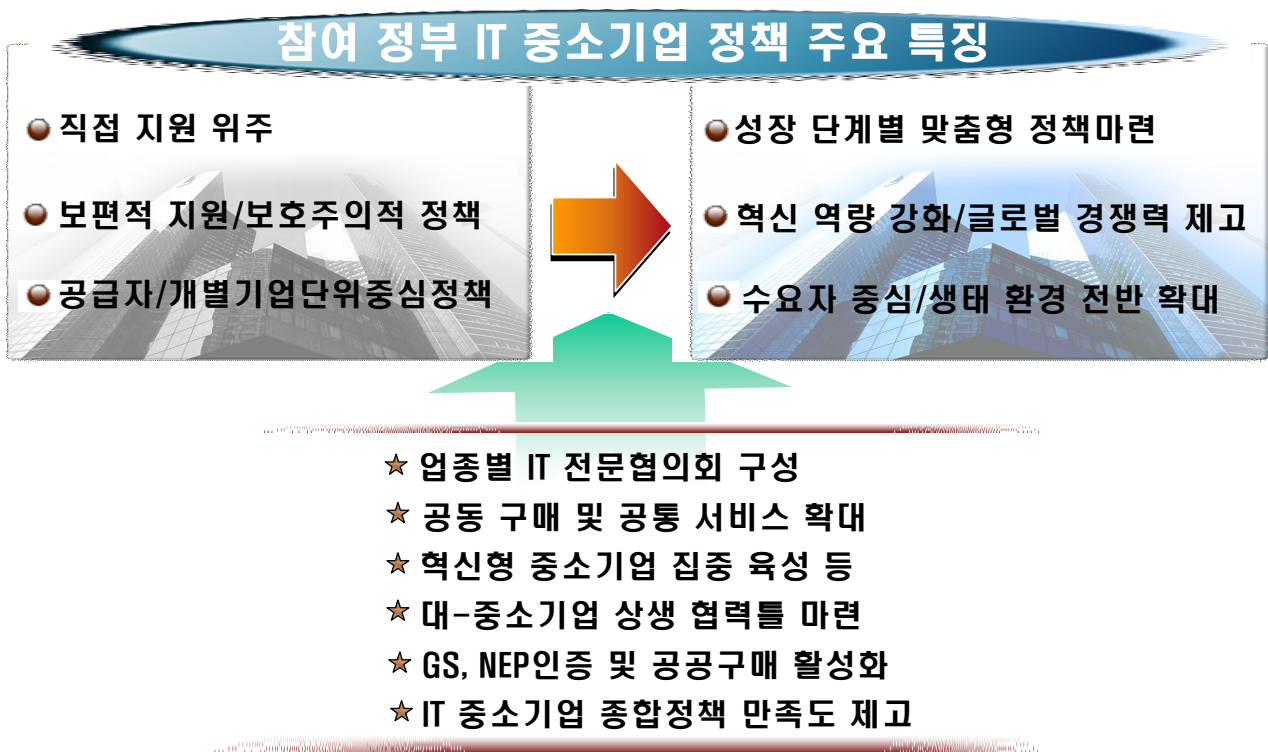 참여 정부 IT 중소기업 정책 주요 특징
직접 지원 위주
보편적 지원/보호주의적 정책
공급자/개별기업단위중심정책
성장 단계별 맞춤형 정책마련
혁신 역량 강화/글로벌 경쟁력 제고
수요자 중심/생태 환경 전반 확대
업종별 IT 전문협의회 구성
공동 구매 및 공통 서비스 확대
혁신형 중소기업 집중 육성 등
대-중소기업 상생 협력틀 마련
GS, NEP인증 및 공공구매 활성화
IT 중소기업 종합정책 만족도 제고